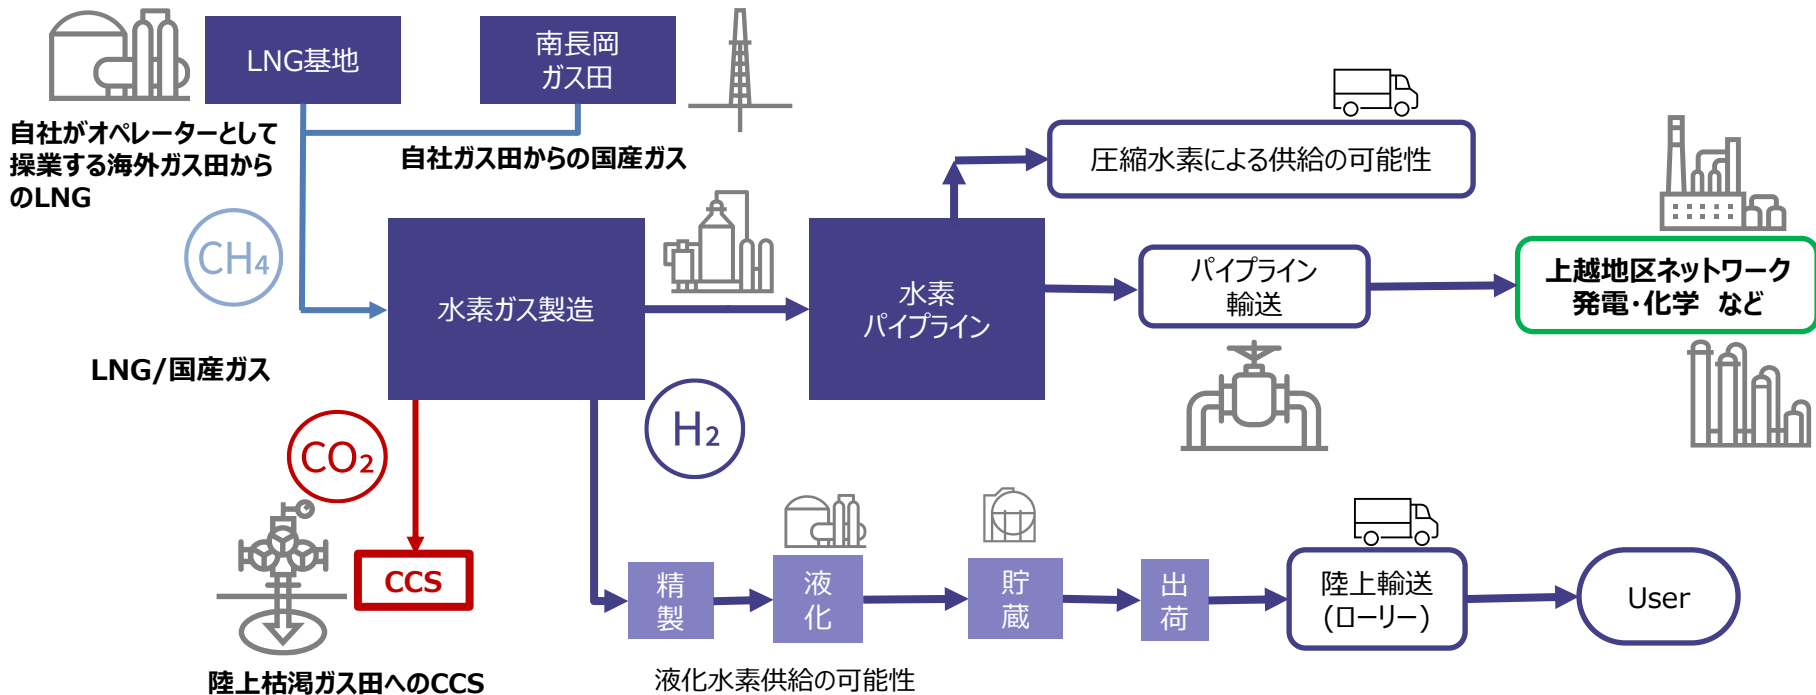 LNG基地
南長岡
ガス田
自社がオペレーターとして
操業する海外ガス田から
のLNG
自社ガス田からの国産ガス
圧縮水素による供給の可能性
CH₄
水素ガス製造
水素
パイプライン
パイプライン
輸送
上越地区ネットワーク
発電・化学 など
LNG/国産ガス
CO₂
H₂
CCS
精
製
液
化
貯
蔵
出
荷
陸上輸送
(ローリー)
User
陸上枯渇ガス田へのCCS
液化水素供給の可能性